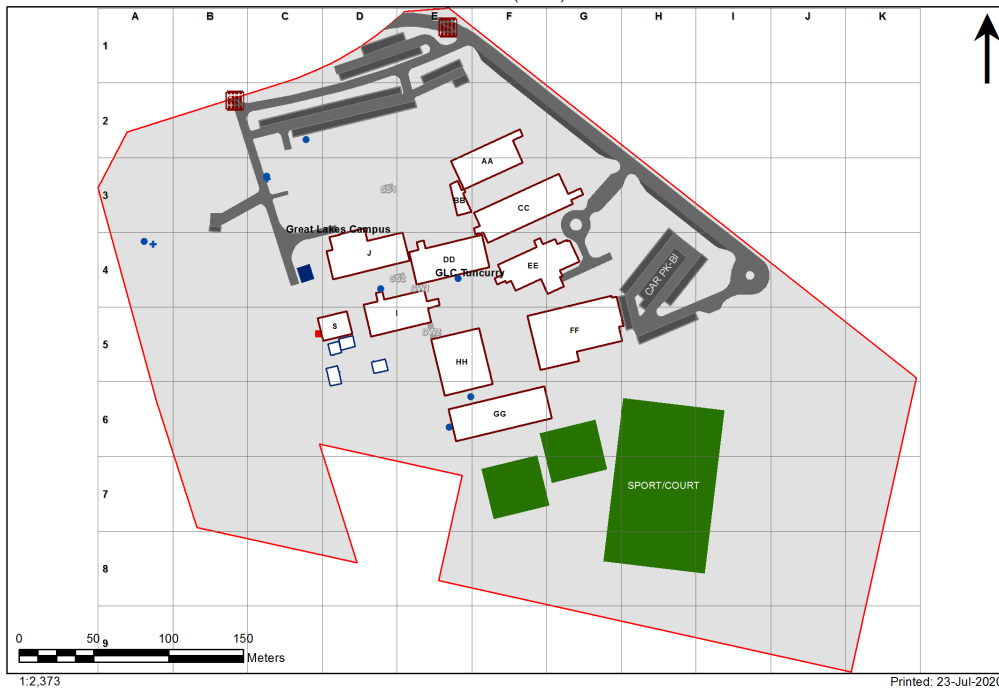 A B C D E F G H I J K
1
2
AA
3
SS1
BB
CC
Great Lakes Campus
J
DD
EE
4
GLC Tuncurry
SS2
CAR PK-BI
I
S
FF
5
HH
6
GG
7
SPORT/COURT
8
9
0 50 100 150
Meters
1:2,373
Printed: 23-Jul-2020